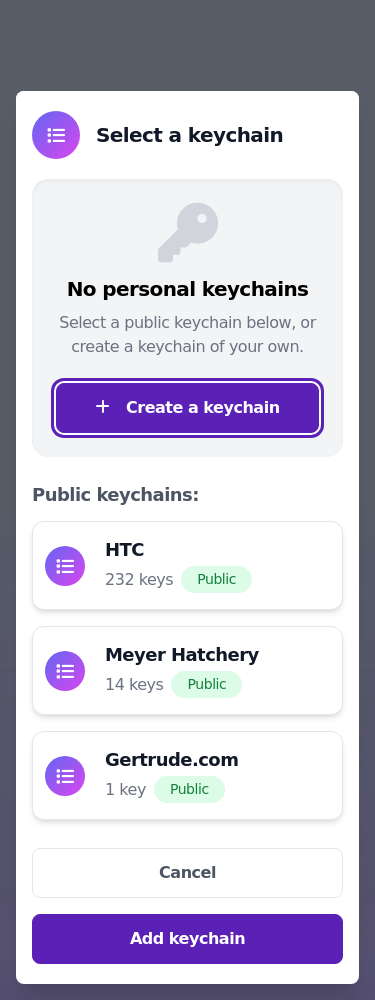 Select a keychain
No personal keychains
Select a public keychain below, or
create a keychain of your own.
Create a keychain
Public keychains:
HTC
232 keys Public
Meyer Hatchery
14 keys Public
Gertrude.com
1 key Public
Cancel
Add keychain